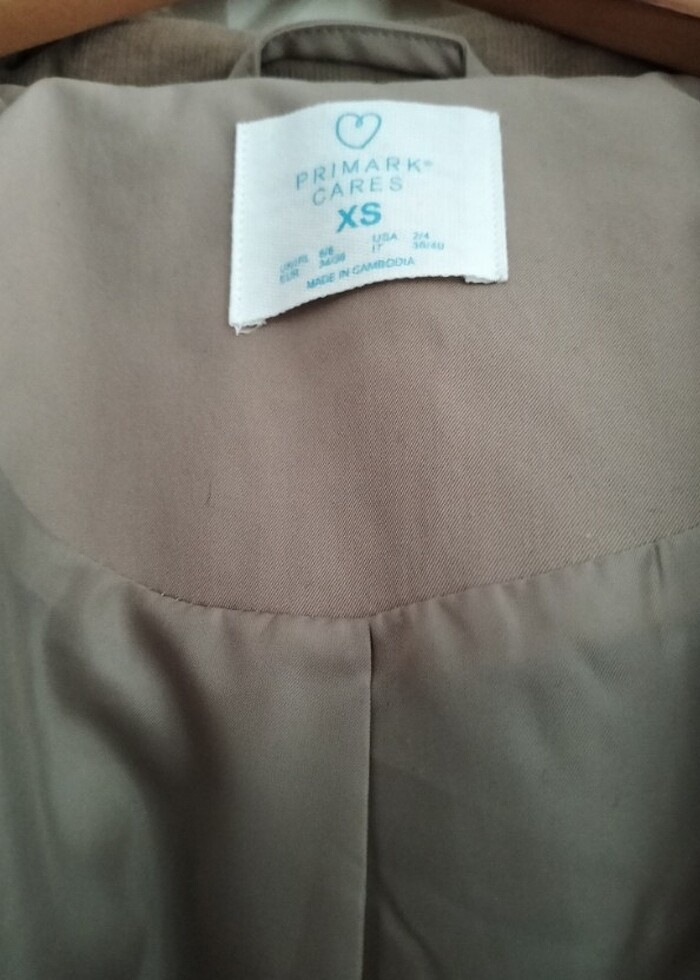 PRIMARK®
CARES
XS
UK/IRL 6/8 USA 2/4
EUR 34/36 IT 38/40
MADE IN CAMBODIA